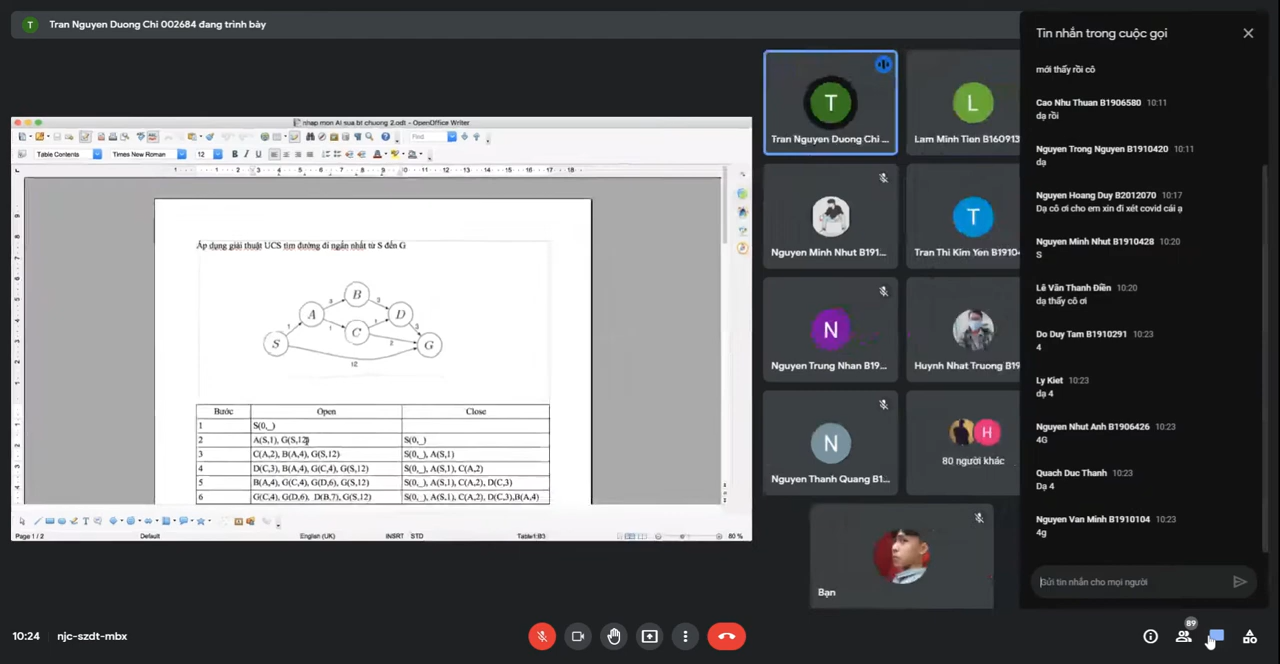 T Tran Nguyen Duong Chi 002684 đang trình bày
nhap mon AI sua bt chuong 2.odt - OpenOffice Writer
Find
Table Contents Times New Roman 12 B I U
Áp dụng giải thuật UCS tìm đường đi ngắn nhất từ S đến G
B
3 3
A D
1 1 1 3
C
S 2 G
12
Bước Open Close
1 S(0,_)
2 A(S,1), G(S,12) S(0,_)
3 C(A,2), B(A,4), G(S,12) S(0,_), A(S,1)
4 D(C,3), B(A,4), G(C,4), G(S,12) S(0,_), A(S,1), C(A,2)
5 B(A,4), G(C,4), G(D,6), G(S,12) S(0,_), A(S,1), C(A,2), D(C,3)
6 G(C,4), G(D,6), D(B,7), G(S,12) S(0,_), A(S,1), C(A,2), D(C,3),B(A,4)
Page 1 / 2 Default English (UK) INSRT STD Table1:B3 80 %
T
Tran Nguyen Duong Chi ...
L
Lam Minh Tien B160913
Nguyen Minh Nhut B191...
T
Tran Thi Kim Yen B1910
N
Nguyen Trung Nhan B19...
Huynh Nhat Truong B19
N
Nguyen Thanh Quang B1...
H
80 người khác
Bạn
Tin nhắn trong cuộc gọi
mới thấy rồi cô
Cao Nhu Thuan B1906580 10:11
dạ rồi
Nguyen Trong Nguyen B1910420 10:11
dạ
Nguyen Hoang Duy B2012070 10:17
Dạ cô ơi cho em xin đi xét covid cái ạ
Nguyen Minh Nhut B1910428 10:20
S
Lê Văn Thanh Điền 10:20
dạ thấy cô ơi
Do Duy Tam B1910291 10:23
4
Ly Kiet 10:23
dạ 4
Nguyen Nhut Anh B1906426 10:23
4G
Quach Duc Thanh 10:23
Dạ 4
Nguyen Van Minh B1910104 10:23
4g
Gửi tin nhắn cho mọi người
10:24 njc-szdt-mbx
89